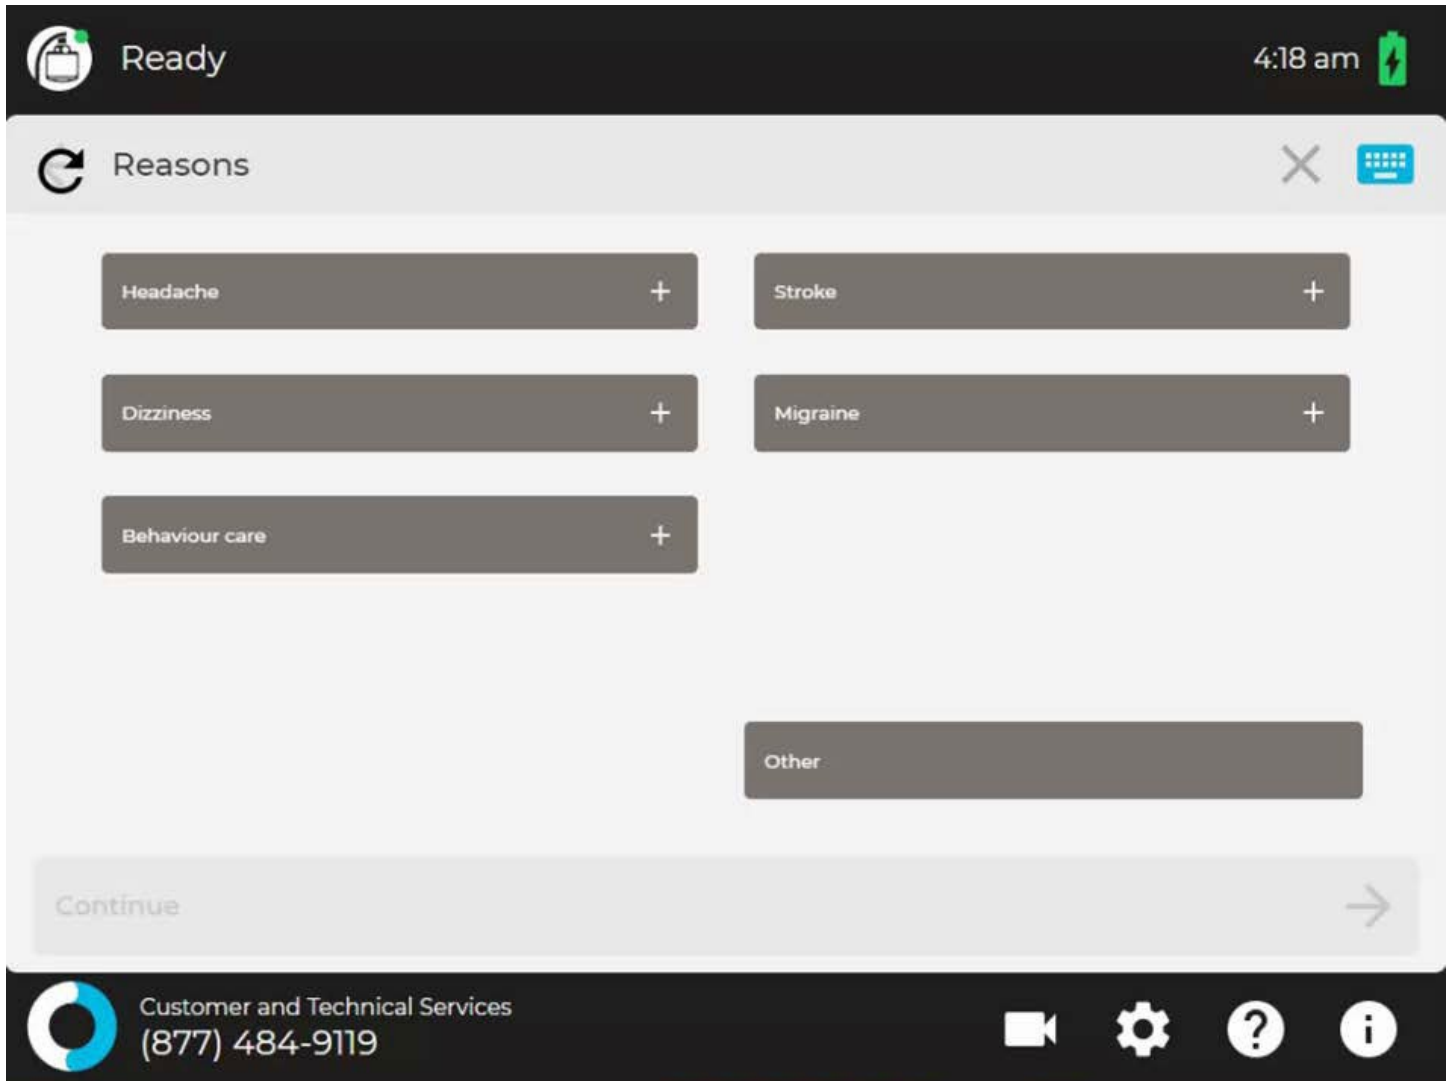 Ready
4:18 am
Reasons
Headache
Stroke
Dizziness
Migraine
Behaviour care
Other
Continue
Customer and Technical Services
(877) 484-9119